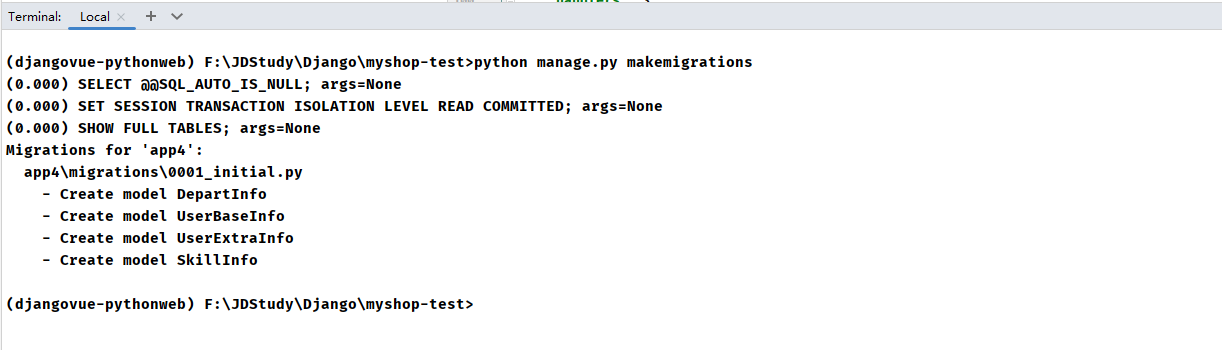 Terminal:  Local × +
(djangovue-pythonweb) F:\JDStudy\Django\myshop-test>python manage.py makemigrations
(0.000) SELECT @@SQL_AUTO_IS_NULL; args=None
(0.000) SET SESSION TRANSACTION ISOLATION LEVEL READ COMMITTED; args=None
(0.000) SHOW FULL TABLES; args=None
Migrations for 'app4':
  app4\migrations\0001_initial.py
    - Create model DepartInfo
    - Create model UserBaseInfo
    - Create model UserExtraInfo
    - Create model SkillInfo
(djangovue-pythonweb) F:\JDStudy\Django\myshop-test>